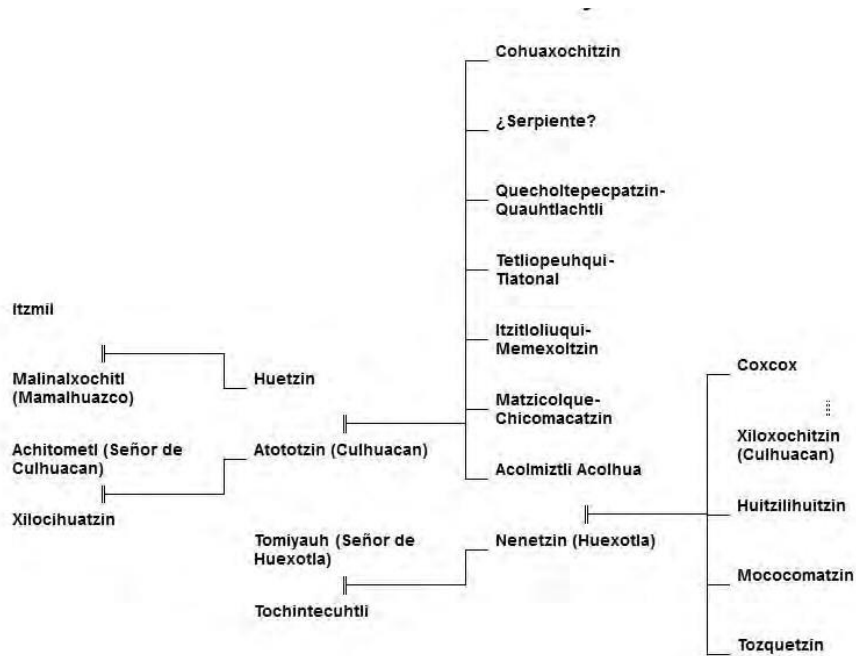 Cohuaxochitzin
¿Serpiente?
Quecholtepecpatzin-
Quauhtlachtli
Tetliopeuhqui-
Tlatonal
Itzmil
Itzitloliuqui-
Memexoltzin
Malinalxochitl
(Mamalhuazco)
Huetzin
Coxcox
Matzicolque-
Chicomacatzin
Achitometl (Señor de
Culhuacan)
Atototzin (Culhuacan)
Acolmiztli Acolhua
Xiloxochitzin
(Culhuacan)
Xilocihuatzin
Huitzilihuitzin
Tomiyauh (Señor de
Huexotla)
Nenetzin (Huexotla)
Mococomatzin
Tochintecuhtli
Tozquetzin